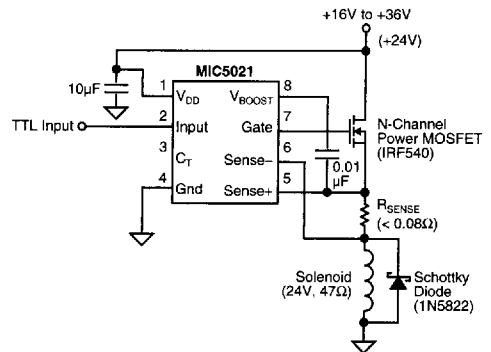 +16V to +36V
(+24V)
MIC5021
10µF
1
VDD
VBOOST
8
TTL Input
2
Input
Gate
7
N-Channel
Power MOSFET
(IRF540)
3
CT
Sense−
6
0.01
µF
4
Gnd
Sense+
5
RSENSE
(< 0.08Ω)
Solenoid
(24V, 47Ω)
Schottky
Diode
(1N5822)